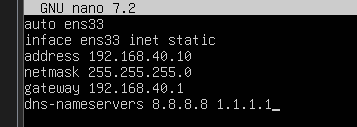 GNU nano 7.2
auto ens33
inface ens33 inet static
address 192.168.40.10
netmask 255.255.255.0
gateway 192.168.40.1
dns-nameservers 8.8.8.8 1.1.1.1